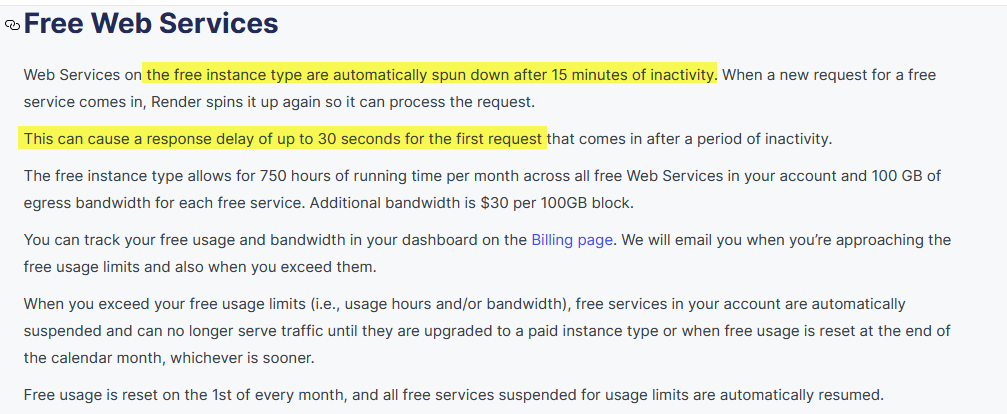 Free Web Services
Web Services on the free instance type are automatically spun down after 15 minutes of inactivity. When a new request for a free
service comes in, Render spins it up again so it can process the request.
This can cause a response delay of up to 30 seconds for the first request that comes in after a period of inactivity.
The free instance type allows for 750 hours of running time per month across all free Web Services in your account and 100 GB of
egress bandwidth for each free service. Additional bandwidth is $30 per 100GB block.
You can track your free usage and bandwidth in your dashboard on the Billing page. We will email you when you’re approaching the
free usage limits and also when you exceed them.
When you exceed your free usage limits (i.e., usage hours and/or bandwidth), free services in your account are automatically
suspended and can no longer serve traffic until they are upgraded to a paid instance type or when free usage is reset at the end of
the calendar month, whichever is sooner.
Free usage is reset on the 1st of every month, and all free services suspended for usage limits are automatically resumed.